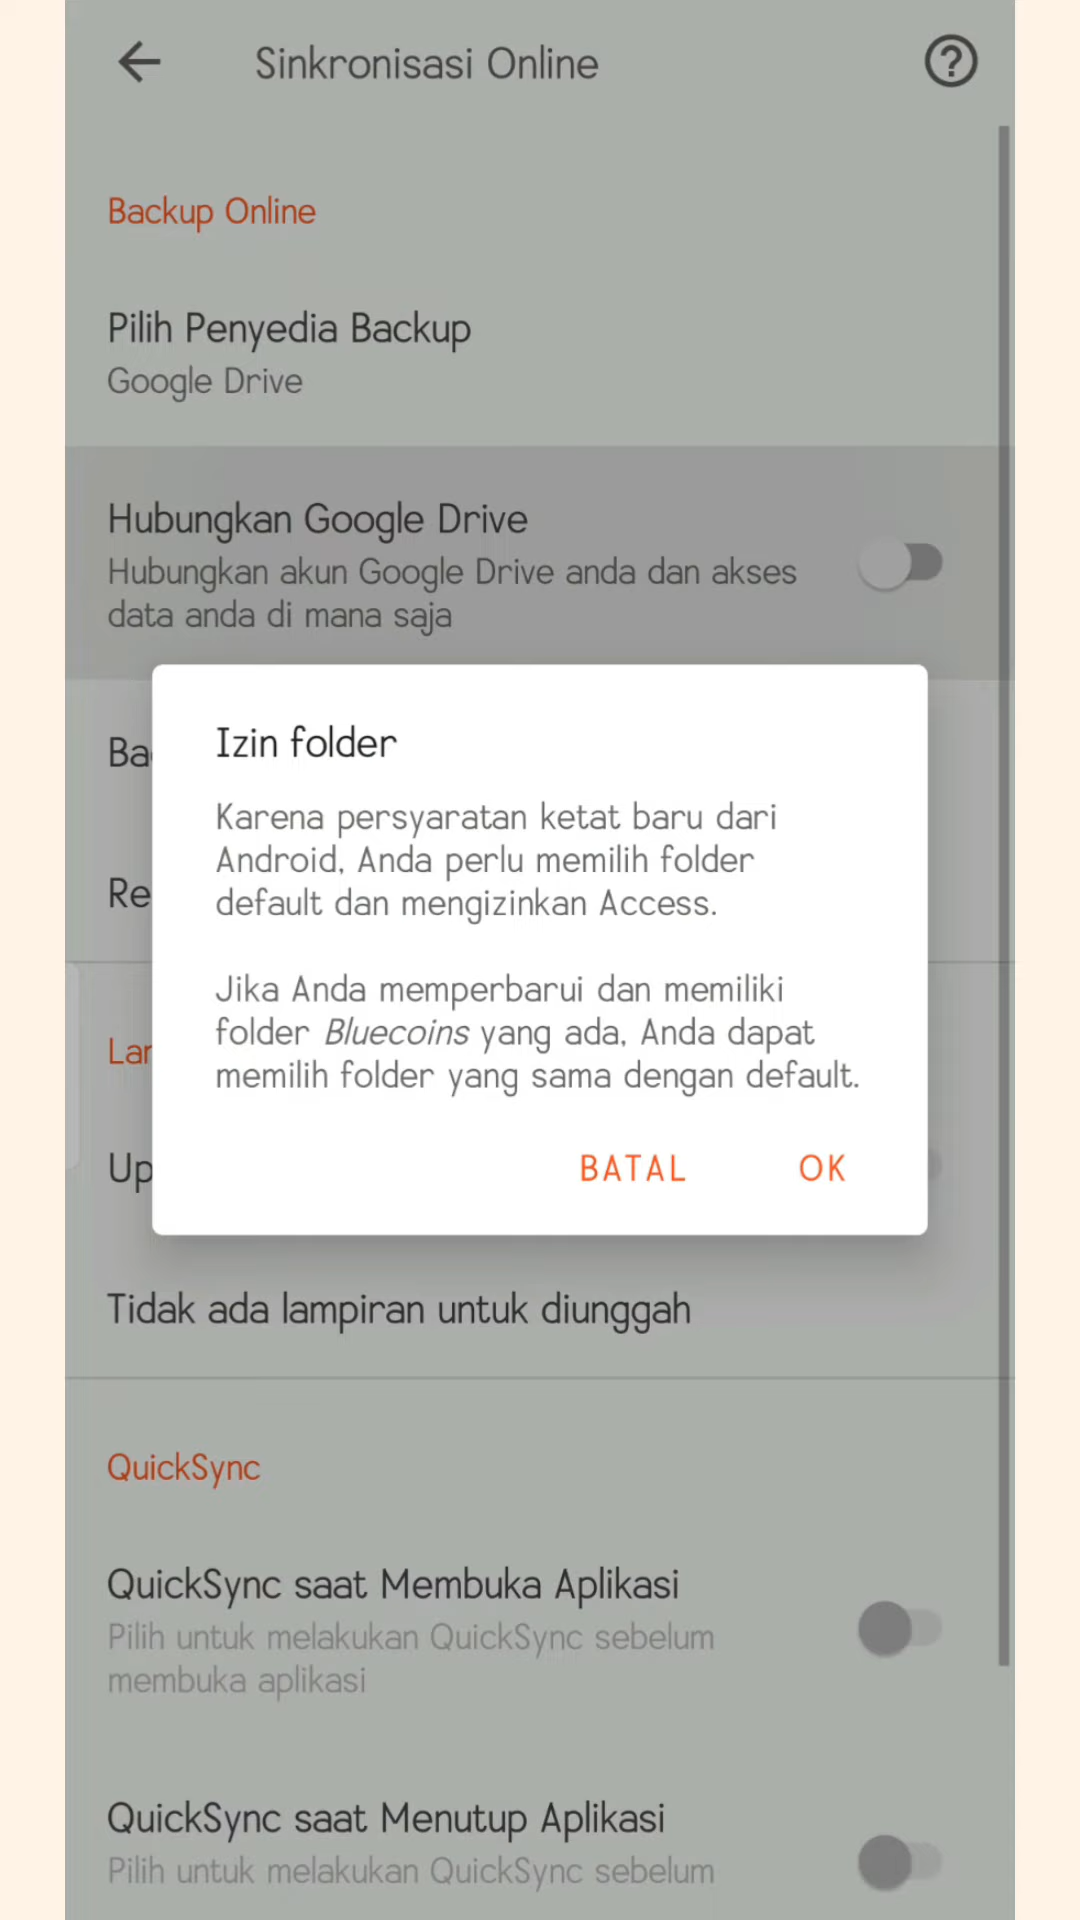 Sinkronisasi Online
Backup Online
Pilih Penyedia Backup
Google Drive
Hubungkan Google Drive
Hubungkan akun Google Drive anda dan akses
data anda di mana saja
Izin folder
Karena persyaratan ketat baru dari
Android, Anda perlu memilih folder
default dan mengizinkan Access.
Jika Anda memperbarui dan memiliki
folder Bluecoins yang ada, Anda dapat
memilih folder yang sama dengan default.
BATAL OK
Tidak ada lampiran untuk diunggah
QuickSync
QuickSync saat Membuka Aplikasi
Pilih untuk melakukan QuickSync sebelum
membuka aplikasi
QuickSync saat Menutup Aplikasi
Pilih untuk melakukan QuickSync sebelum